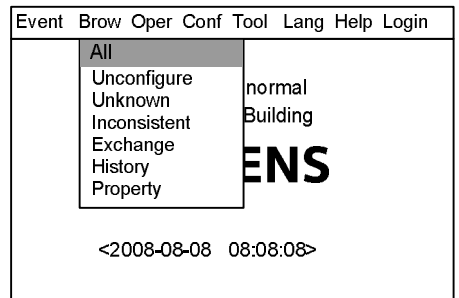 Event Brow Oper Conf Tool Lang Help Login
All
Unconfigure
normal
Unknown
Building
Inconsistent
Exchange
ENS
History
Property
<2008-08-08 08:08:08>